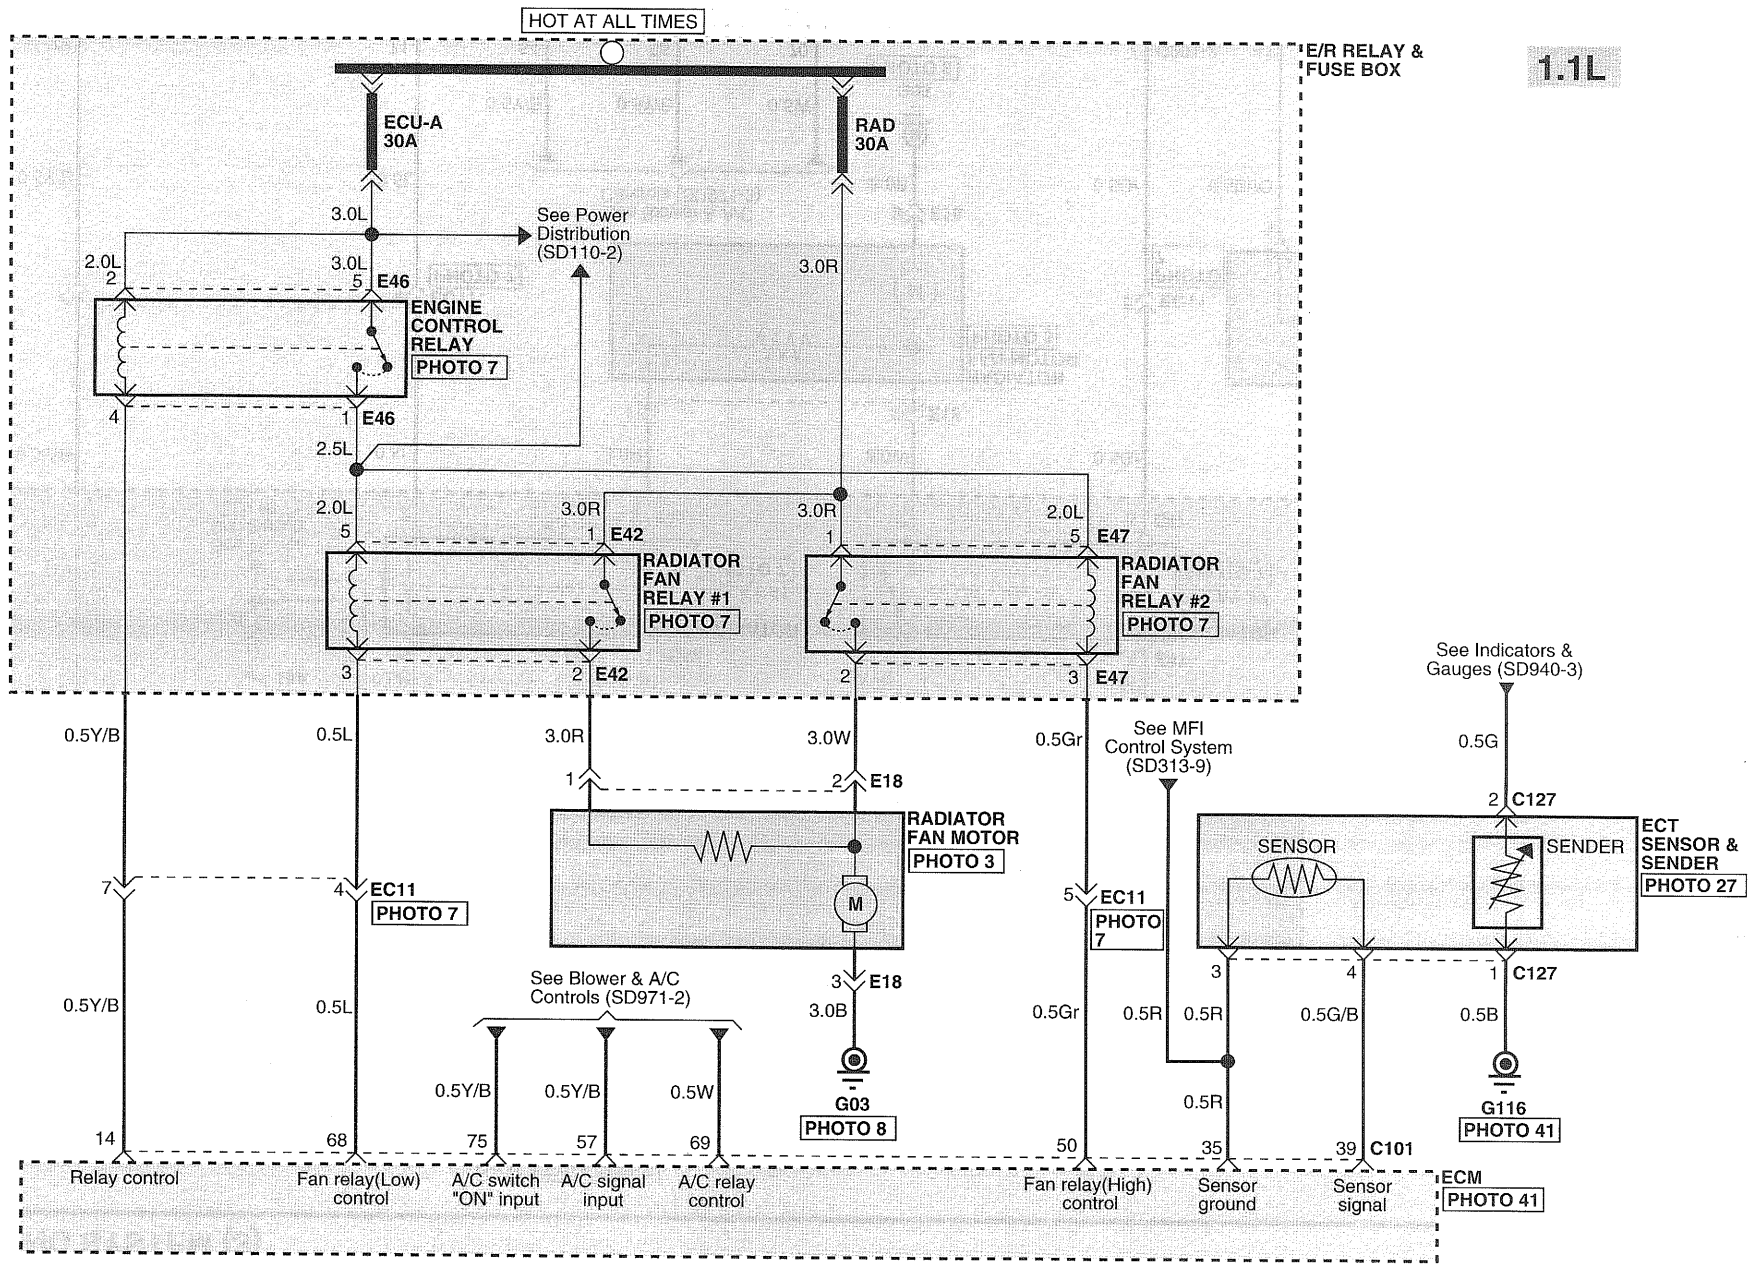 HOT AT ALL TIMES
E/R RELAY &
FUSE BOX
1.1L
ECU-A
30A
RAD
30A
3.0L
See Power
Distribution
(SD110-2)
2.0L
2
3.0L
5
E46
3.0R
ENGINE
CONTROL
RELAY
PHOTO 7
4
1
E46
2.5L
2.0L
5
3.0R
1
E42
3.0R
1
2.0L
5
E47
RADIATOR
FAN
RELAY #1
PHOTO 7
RADIATOR
FAN
RELAY #2
PHOTO 7
3
2
E42
2
3
E47
See Indicators &
Gauges (SD940-3)
0.5Y/B
0.5L
3.0R
3.0W
0.5Gr
See MFI
Control System
(SD313-9)
0.5G
1
2
E18
2
C127
RADIATOR
FAN MOTOR
PHOTO 3
M
SENSOR
SENDER
ECT
SENSOR &
SENDER
PHOTO 27
7
4
EC11
PHOTO 7
5
EC11
PHOTO
7
3
E18
3
4
1
C127
See Blower & A/C
Controls (SD971-2)
0.5Y/B
0.5L
3.0B
0.5Gr
0.5R
0.5R
0.5G/B
0.5B
0.5Y/B
0.5Y/B
0.5W
G03
PHOTO 8
0.5R
G116
PHOTO 41
14
68
75
57
69
50
35
39
C101
Relay control
Fan relay(Low)
control
A/C switch
"ON" input
A/C signal
input
A/C relay
control
Fan relay(High)
control
Sensor
ground
Sensor
signal
ECM
PHOTO 41